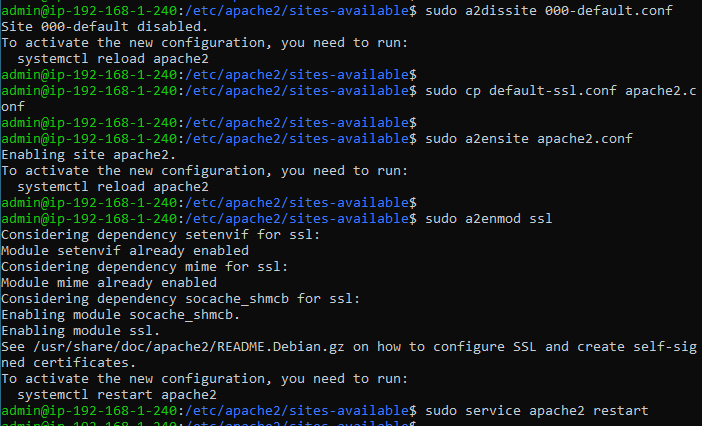 admin@ip-192-168-1-240:/etc/apache2/sites-available$ sudo a2dissite 000-default.conf
Site 000-default disabled.
To activate the new configuration, you need to run:
  systemctl reload apache2
admin@ip-192-168-1-240:/etc/apache2/sites-available$
admin@ip-192-168-1-240:/etc/apache2/sites-available$ sudo cp default-ssl.conf apache2.c
onf
admin@ip-192-168-1-240:/etc/apache2/sites-available$
admin@ip-192-168-1-240:/etc/apache2/sites-available$ sudo a2ensite apache2.conf
Enabling site apache2.
To activate the new configuration, you need to run:
  systemctl reload apache2
admin@ip-192-168-1-240:/etc/apache2/sites-available$
admin@ip-192-168-1-240:/etc/apache2/sites-available$ sudo a2enmod ssl
Considering dependency setenvif for ssl:
Module setenvif already enabled
Considering dependency mime for ssl:
Module mime already enabled
Considering dependency socache_shmcb for ssl:
Enabling module socache_shmcb.
Enabling module ssl.
See /usr/share/doc/apache2/README.Debian.gz on how to configure SSL and create self-sig
ned certificates.
To activate the new configuration, you need to run:
  systemctl restart apache2
admin@ip-192-168-1-240:/etc/apache2/sites-available$ sudo service apache2 restart
admin@ip-192-168-1-240:/etc/apache2/sites-available$